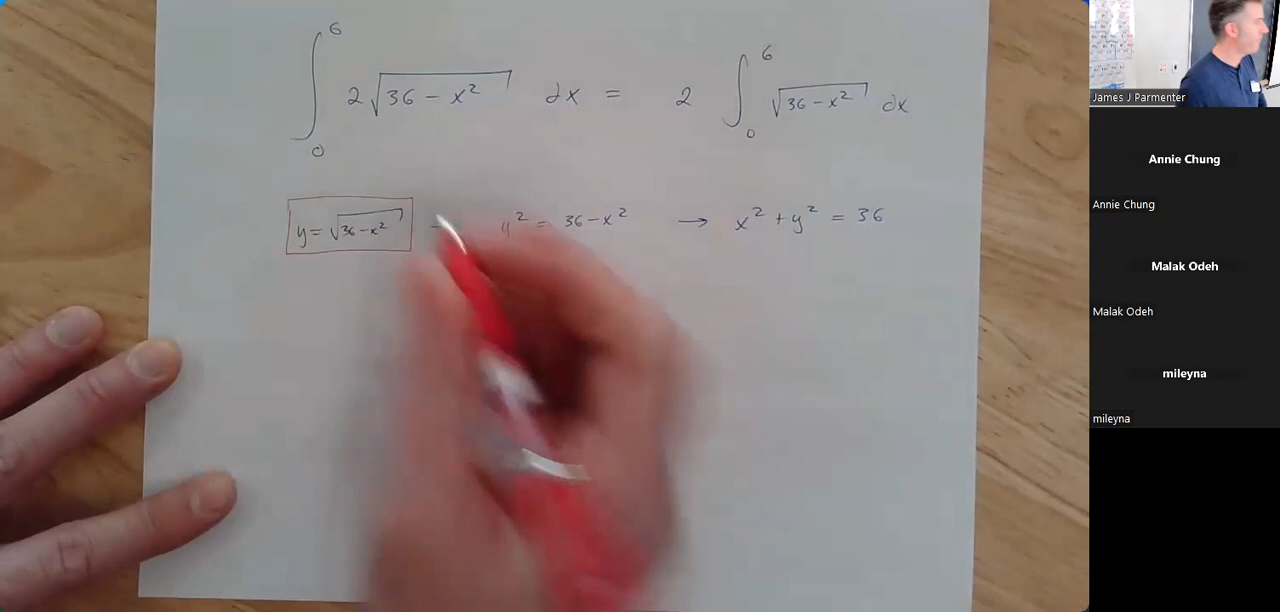 ∫₀⁶ 2√(36 − x²) dx = 2 ∫₀⁶ √(36 − x²) dx
y = √(36 − x²) → y² = 36 − x² → x² + y² = 36
James J Parmenter
Annie Chung
Annie Chung
Malak Odeh
Malak Odeh
mileyna
mileyna